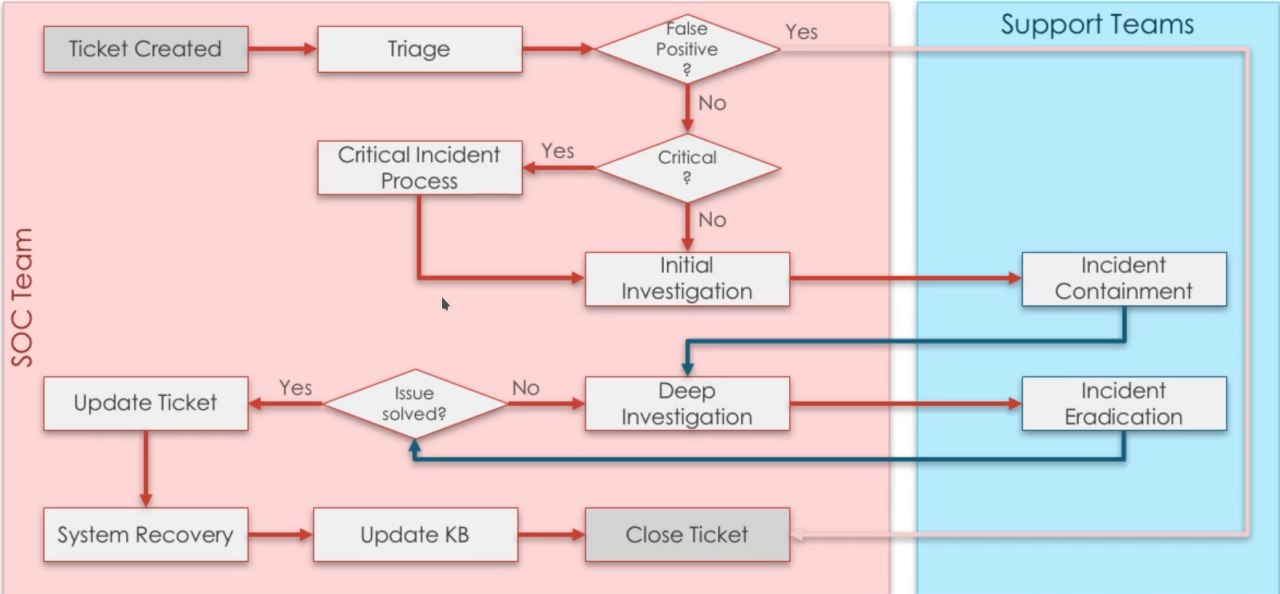 Support Teams
Ticket Created
Triage
False
Positive
?
Yes
No
Critical Incident
Process
Yes
Critical
?
No
SOC Team
Initial
Investigation
Incident
Containment
Update Ticket
Yes
Issue
solved?
No
Deep
Investigation
Incident
Eradication
System Recovery
Update KB
Close Ticket